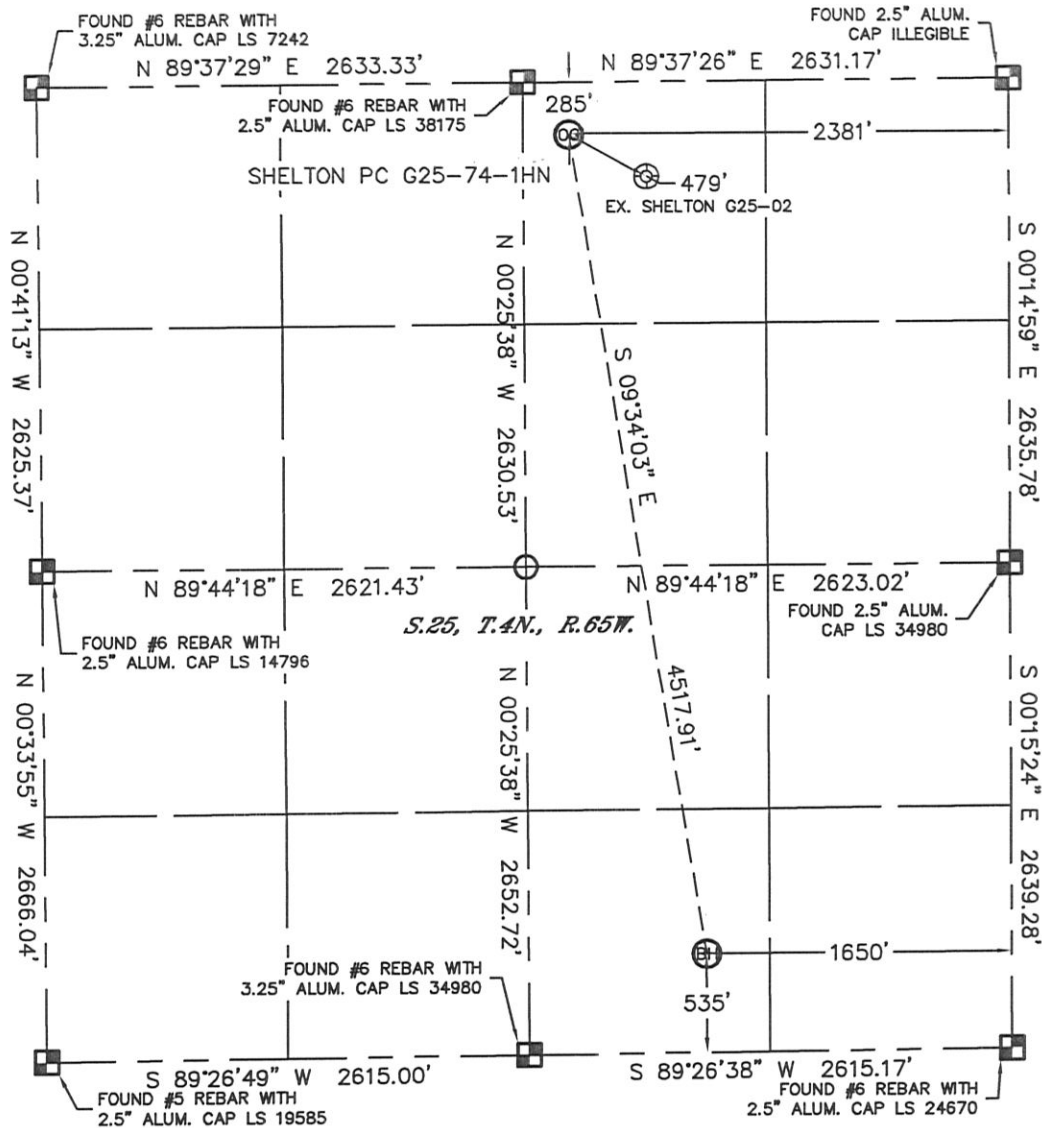 FOUND #6 REBAR WITH
3.25" ALUM. CAP LS 7242
FOUND 2.5" ALUM.
CAP ILLEGIBLE
N 89°37'29" E 2633.33'
N 89°37'26" E 2631.17'
FOUND #6 REBAR WITH
2.5" ALUM. CAP LS 38175
285'
OG
2381'
SHELTON PC G25-74-1HN
479'
EX. SHELTON G25-02
N 00°41'13" W 2625.37'
N 00°25'38" W 2630.53'
S 09°34'03" E
4517.91'
S 00°14'59" E 2635.78'
N 89°44'18" E 2621.43'
N 89°44'18" E 2623.02'
FOUND 2.5" ALUM.
CAP LS 34980
S.25, T.4N., R.65W.
FOUND #6 REBAR WITH
2.5" ALUM. CAP LS 14796
N 00°33'55" W 2666.04'
N 00°25'38" W 2652.72'
S 00°15'24" E 2639.28'
BH
1650'
535'
FOUND #6 REBAR WITH
3.25" ALUM. CAP LS 34980
S 89°26'49" W 2615.00'
S 89°26'38" W 2615.17'
FOUND #5 REBAR WITH
2.5" ALUM. CAP LS 19585
FOUND #6 REBAR WITH
2.5" ALUM. CAP LS 24670